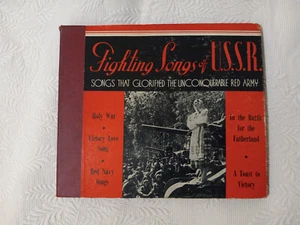 Fighting Songs of U.S.S.R.
SONGS THAT GLORIFIED THE UNCONQUERABLE RED ARMY
Holy War
Victory Love
Song
Red Navy
Songs
to the Battle
for the
Fatherland
A Toast to
Victory